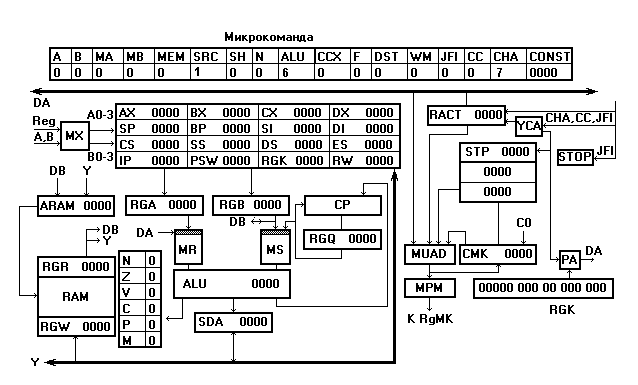 Микрокоманда
A B MA MB MEM SRC SH N ALU CCX F DST WM JFI CC CHA CONST
0 0 0 0 0 1 0 0 6 0 0 0 0 0 0 7 0000
DA
Reg
A,B
MX
A0-3
B0-3
AX 0000 BX 0000 CX 0000 DX 0000
SP 0000 BP 0000 SI 0000 DI 0000
CS 0000 SS 0000 DS 0000 ES 0000
IP 0000 PSW 0000 RGK 0000 RW 0000
RACT 0000
YCA
CHA,CC,JFI
STP 0000
0000
0000
STOP
JFI
DB Y
ARAM 0000
RGA 0000
RGB 0000
CP
DB
DA
MR
MS
RGQ 0000
C0
DB
Y
RGR 0000
RAM
RGW 0000
N 0
Z 0
V 0
C 0
P 0
M 0
ALU 0000
SDA 0000
MUAD
CMK 0000
PA
DA
MPM
00000 000 00 000 000
K RgMK
RGK
Y